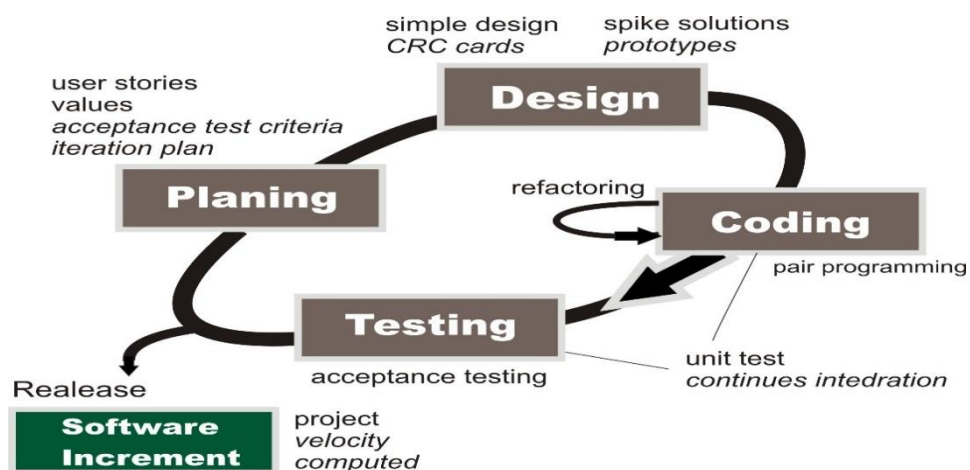 simple design
CRC cards
spike solutions
prototypes
Design
user stories
values
acceptance test criteria
iteration plan
Planing
refactoring
Coding
pair programming
Testing
acceptance testing
unit test
continues intedration
Realease
Software
Increment
project
velocity
computed